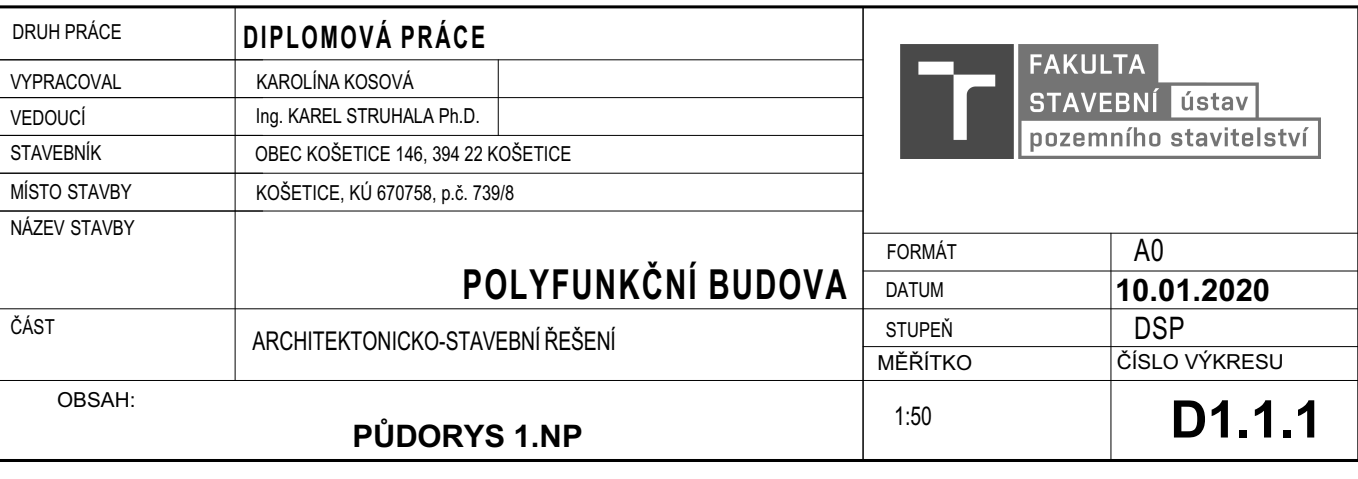 DRUH PRÁCE DIPLOMOVÁ PRÁCE
VYPRACOVAL KAROLÍNA KOSOVÁ
VEDOUCÍ Ing. KAREL STRUHALA Ph.D.
STAVEBNÍK OBEC KOŠETICE 146, 394 22 KOŠETICE
MÍSTO STAVBY KOŠETICE, KÚ 670758, p.č. 739/8
NÁZEV STAVBY
POLYFUNKČNÍ BUDOVA
ČÁST ARCHITEKTONICKO-STAVEBNÍ ŘEŠENÍ
OBSAH:
PŮDORYS 1.NP
FAKULTA
STAVEBNÍ ústav
pozemního stavitelství
FORMÁT A0
DATUM 10.01.2020
STUPEŇ DSP
MĚŘÍTKO ČÍSLO VÝKRESU
1:50 D1.1.1